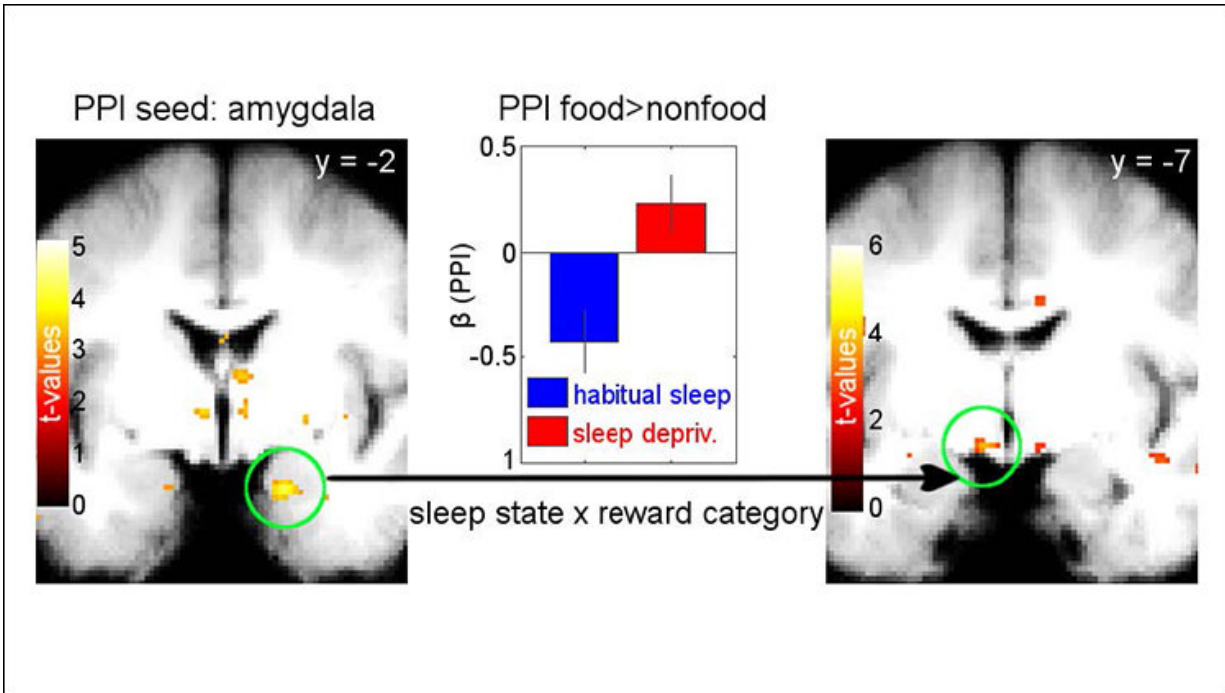 PPI seed: amygdala
y = -2
5
4
3
2
1
0
t-values
PPI food>nonfood
0.5
0
-0.5
1
β (PPI)
habitual sleep
sleep depriv.
sleep state x reward category
y = -7
6
4
2
0
t-values